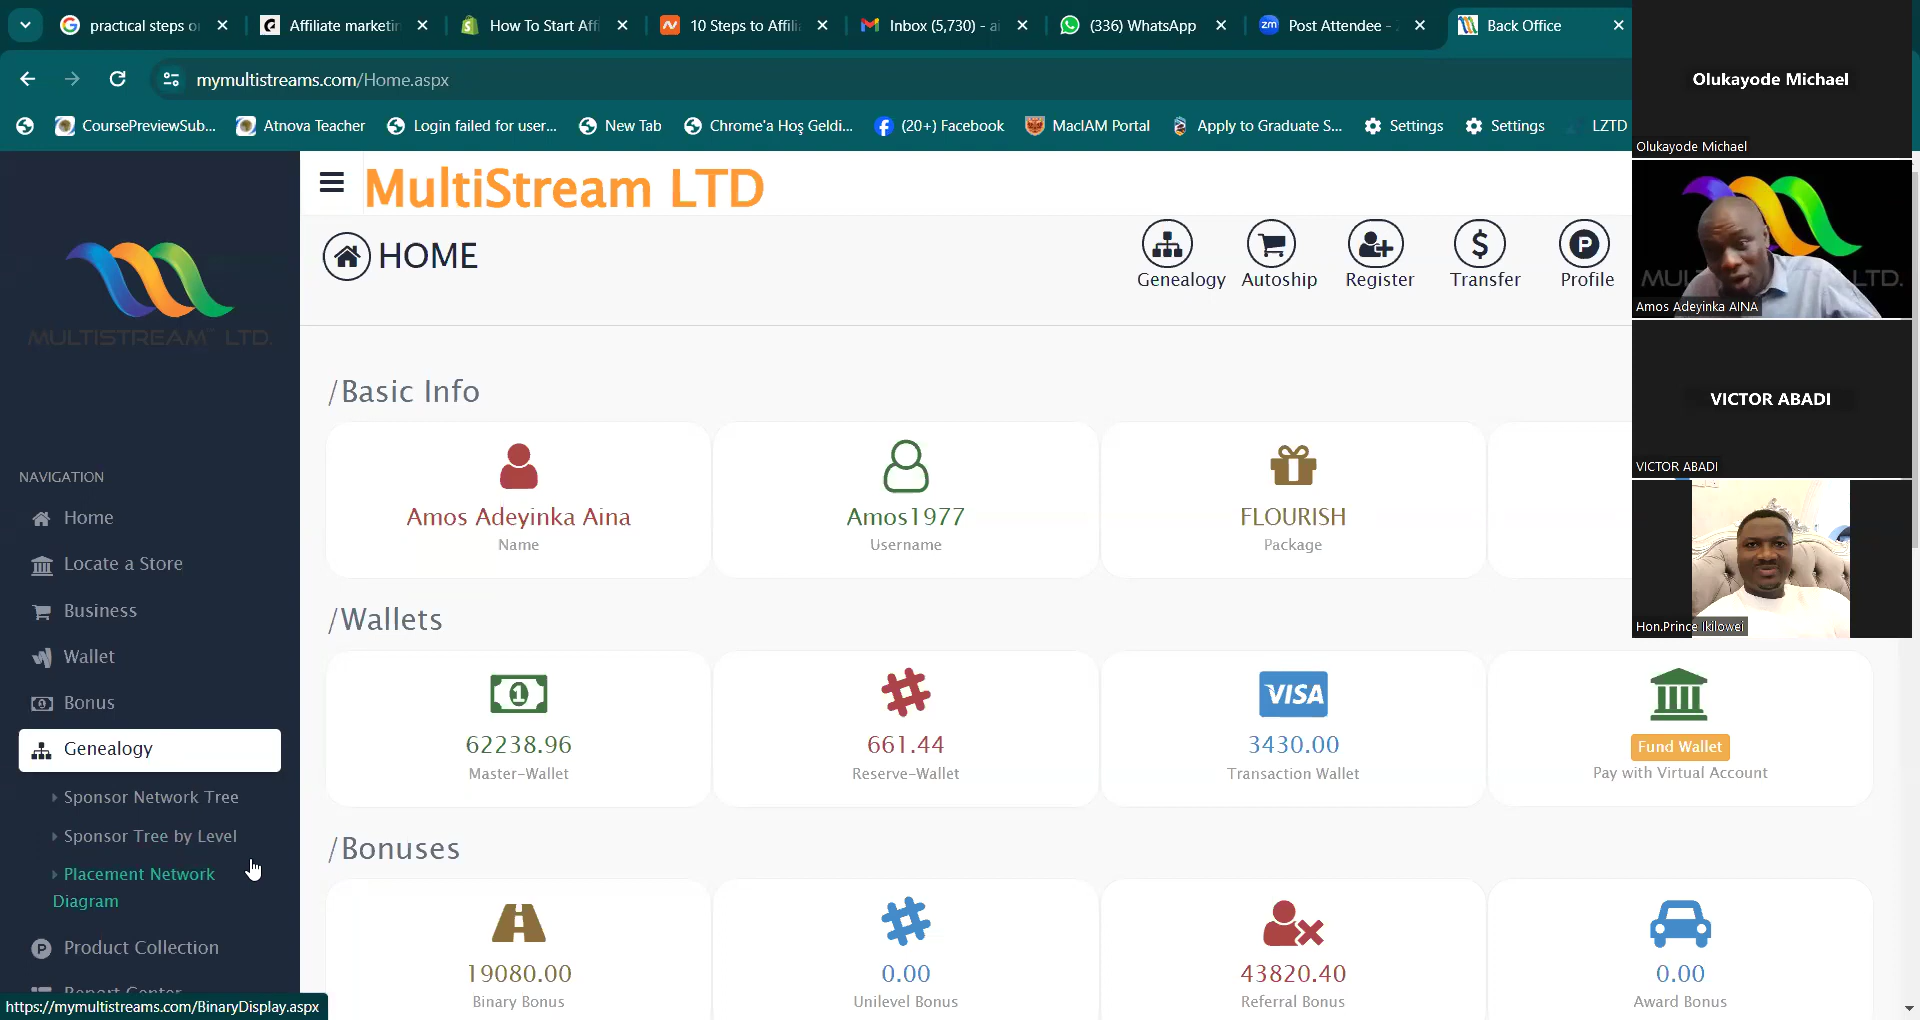 practical steps o
Affiliate marketin
How To Start Affi
10 Steps to Affilia
Inbox (5,730) - ai
(336) WhatsApp
Post Attendee -
Back Office
mymultistreams.com/Home.aspx
CoursePreviewSub...
Atnova Teacher
Login failed for user...
New Tab
Chrome'a Hoş Geldi...
(20+) Facebook
MacIAM Portal
Apply to Graduate S...
Settings
Settings
LZTD
Olukayode Michael
Olukayode Michael
MULTISTREAM LTD.
MultiStream LTD
HOME
Genealogy
Autoship
Register
Transfer
Profile
MUL
LTD.
Amos Adeyinka AINA
VICTOR ABADI
VICTOR ABADI
Hon.Prince Ikilowei
NAVIGATION
Home
Locate a Store
Business
Wallet
Bonus
Genealogy
Sponsor Network Tree
Sponsor Tree by Level
Placement Network
Diagram
Product Collection
Report Center
https://mymultistreams.com/BinaryDisplay.aspx
/Basic Info
Amos Adeyinka Aina
Name
Amos1977
Username
FLOURISH
Package
/Wallets
62238.96
Master-Wallet
661.44
Reserve-Wallet
VISA
3430.00
Transaction Wallet
Fund Wallet
Pay with Virtual Account
/Bonuses
19080.00
Binary Bonus
0.00
Unilevel Bonus
43820.40
Referral Bonus
0.00
Award Bonus